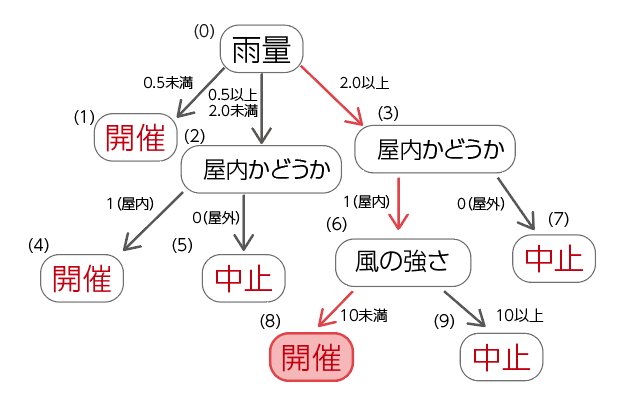 (0)
雨量
0.5未満
0.5以上
2.0未満
2.0以上
(1)
開催
(2)
屋内かどうか
(3)
屋内かどうか
1(屋内)
0(屋外)
1(屋内)
0(屋外)
(4)
開催
(5)
中止
(6)
風の強さ
(7)
中止
10未満
10以上
(8)
開催
(9)
中止